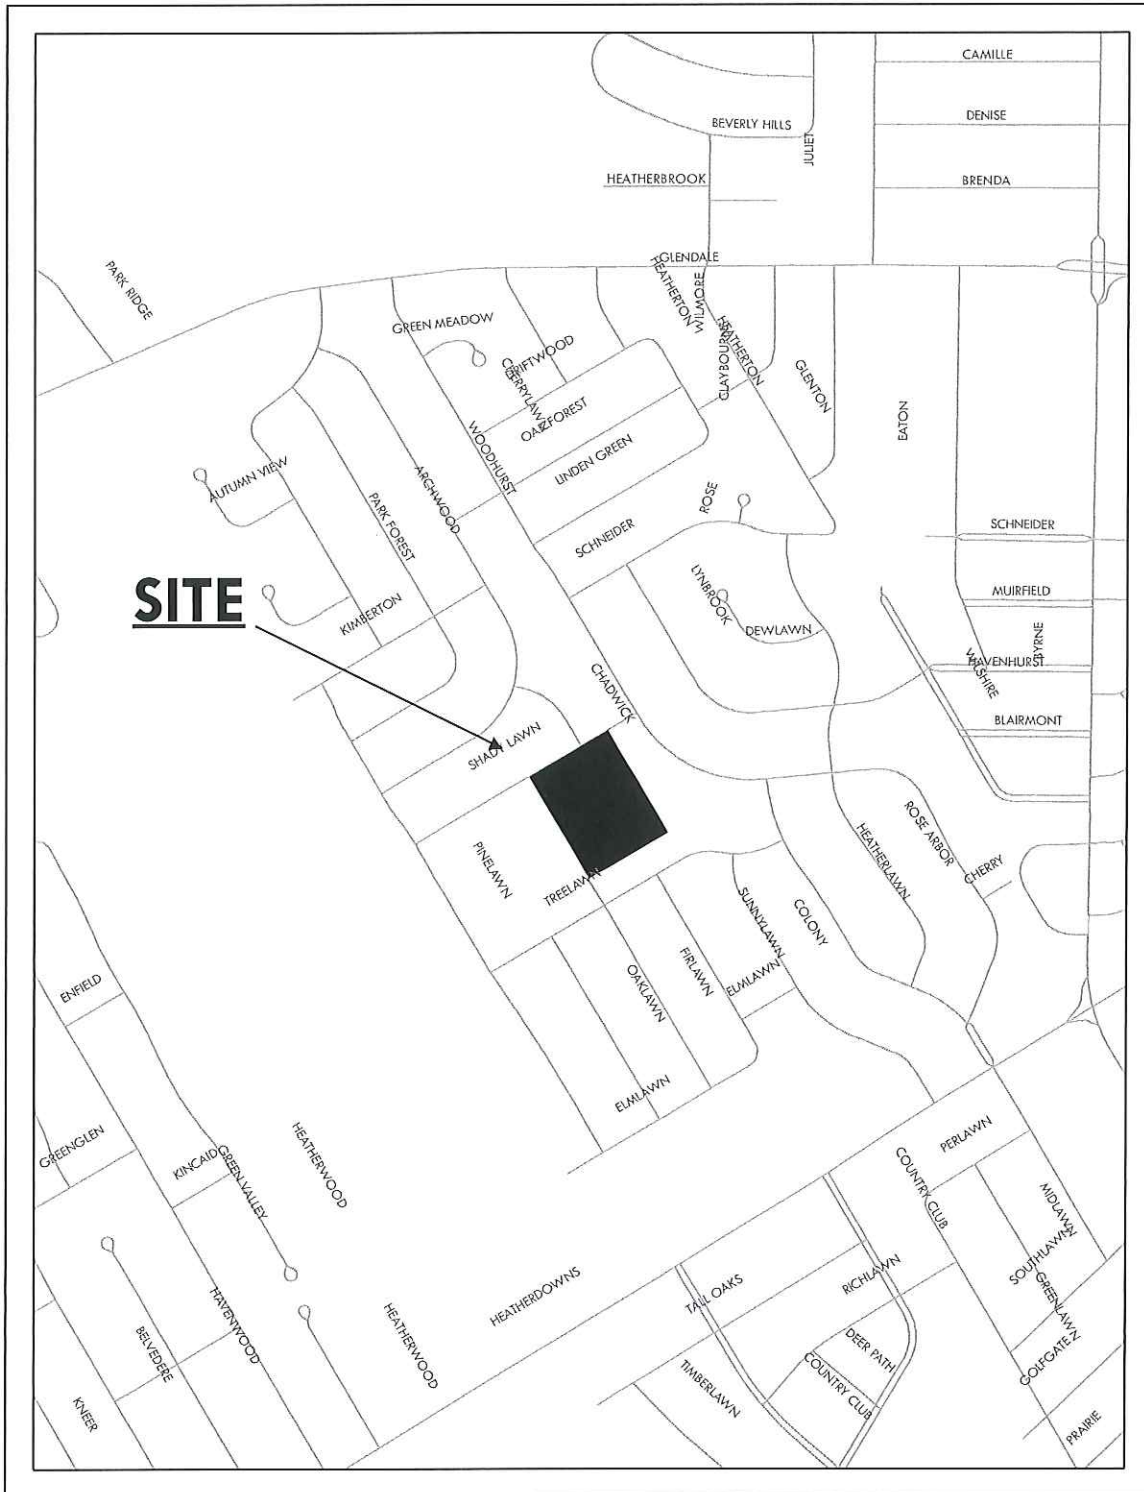 CAMILLE
DENISE
BEVERLY HILLS
JULIET
HEATHERBROOK
BRENDA
GLENDALE
PARK RIDGE
HEATHERTON
WILMORE
GREEN MEADOW
HEATHERTON
CLAYBOURNE
DRIFTWOOD
CHERRYLAWN
GLENTON
OAK FOREST
EATON
WOODHURST
LINDEN GREEN
AUTUMN VIEW
ARCHWOOD
PARK FOREST
ROSE
SCHNEIDER
SCHNEIDER
SITE
KIMBERTON
LYNBROOK
MUIRFIELD
DEWLAWN
BYRNE
HAVENHURST
WILSHIRE
CHADWICK
BLAIRMONT
SHADY LAWN
ROSE ARBOR
HEATHERLAWN
PINELAWN
TREELAWN
CHERRY
SUNNYLAWN
COLONY
FIRLAWN
ELMLAWN
OAKLAWN
ENFIELD
ELMLAWN
GREENGLEN
KINCAID
GREEN VALLEY
HEATHERWOOD
PERLAWN
COUNTRY CLUB
MIDLAWN
SOUTHLAWN
HEATHERDOWNS
TALL OAKS
RICHLAWN
GREENLAWN
HAVENWOOD
BELVEDERE
HEATHERWOOD
DEER PATH
COUNTRY CLUB
TIMBERLAWN
GOLFGATE N
KNEER
PRAIRIE